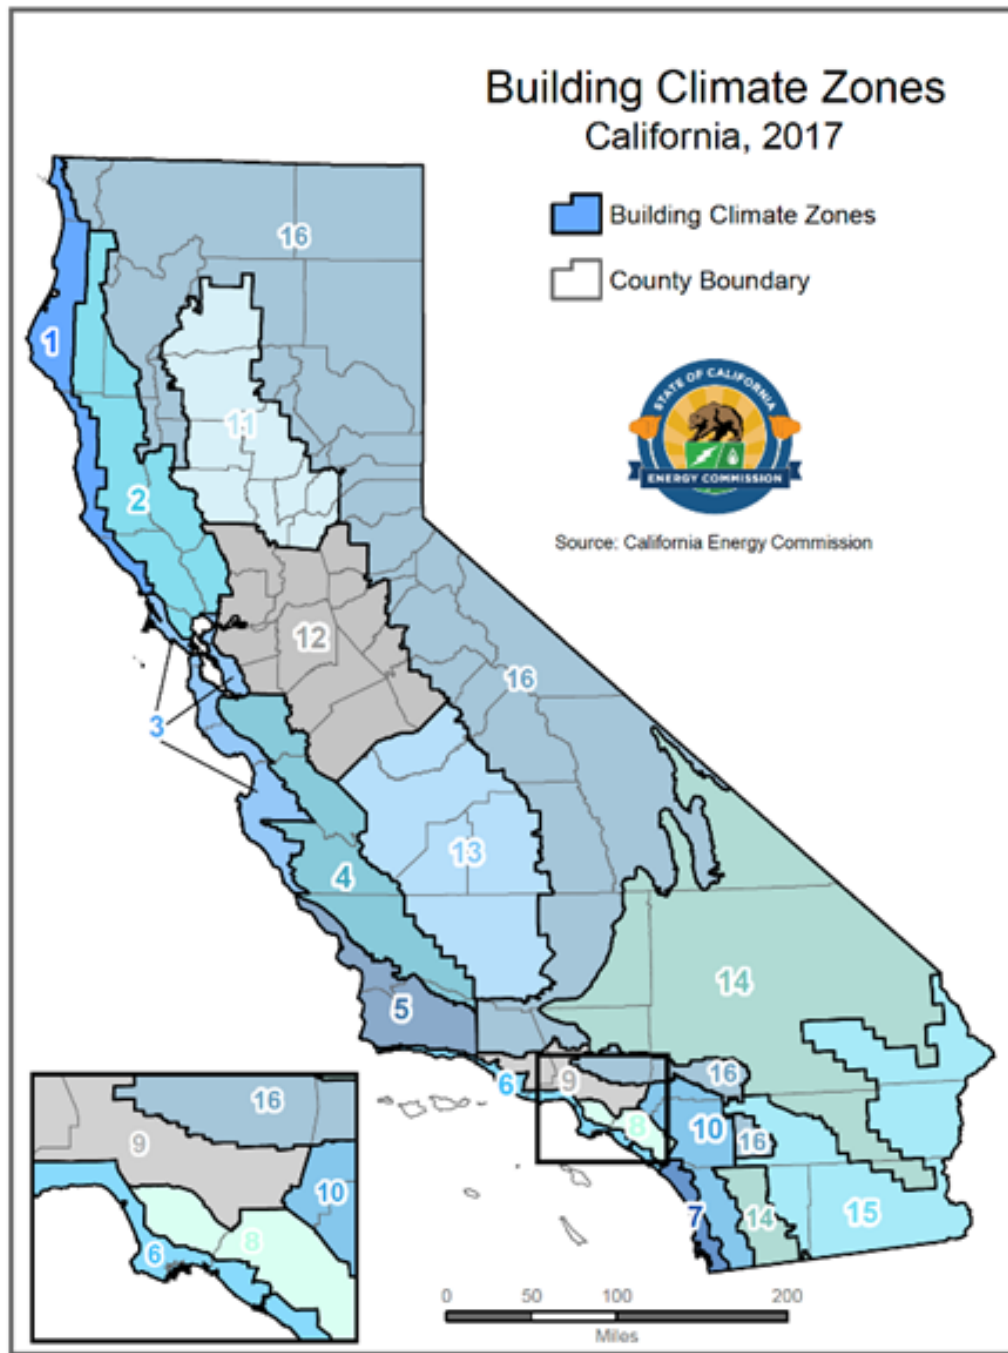 Building Climate Zones
California, 2017
Building Climate Zones
County Boundary
STATE OF CALIFORNIA
ENERGY COMMISSION
Source: California Energy Commission
16
1
11
2
12
16
3
13
4
14
5
6
9
16
8
10
16
7
14
15
16
9
10
8
6
0 50 100 200
Miles